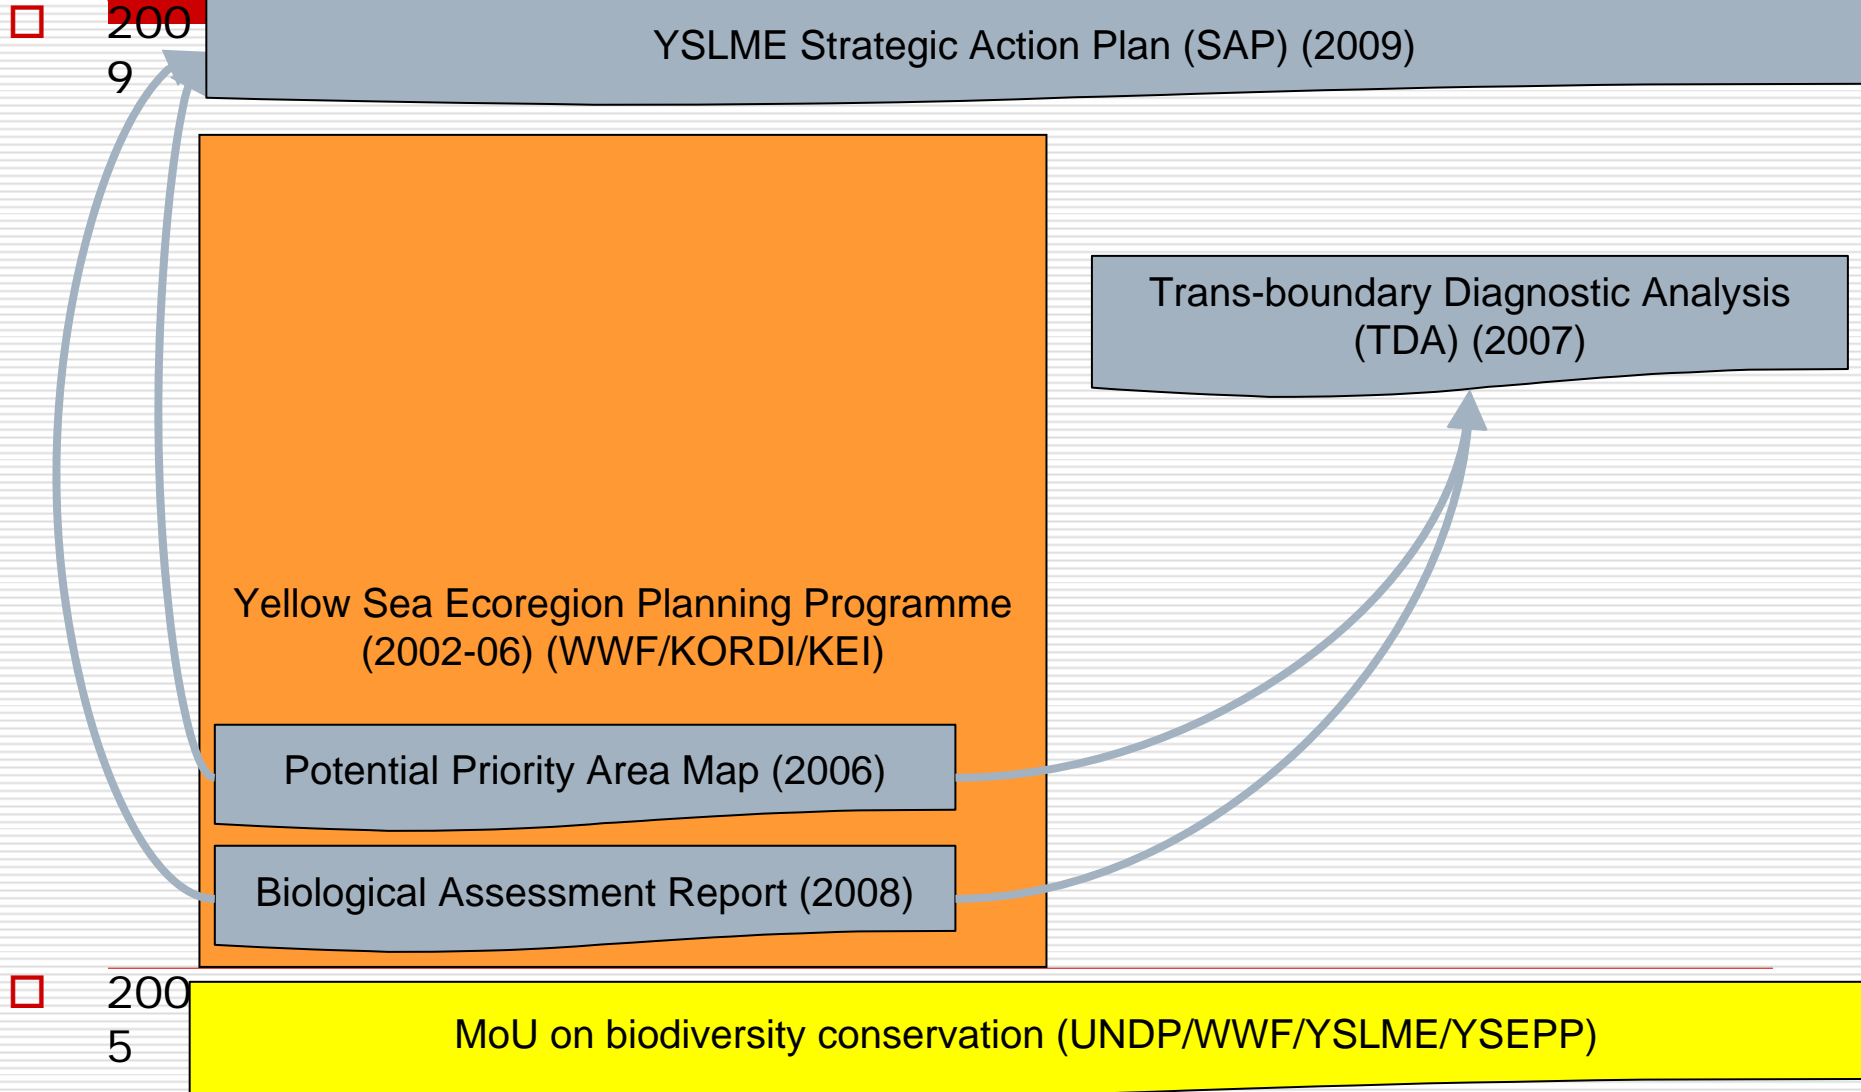 200
9
YSLME Strategic Action Plan (SAP) (2009)
Trans-boundary Diagnostic Analysis
(TDA) (2007)
Yellow Sea Ecoregion Planning Programme
(2002-06) (WWF/KORDI/KEI)
Potential Priority Area Map (2006)
Biological Assessment Report (2008)
200
5
MoU on biodiversity conservation (UNDP/WWF/YSLME/YSEPP)